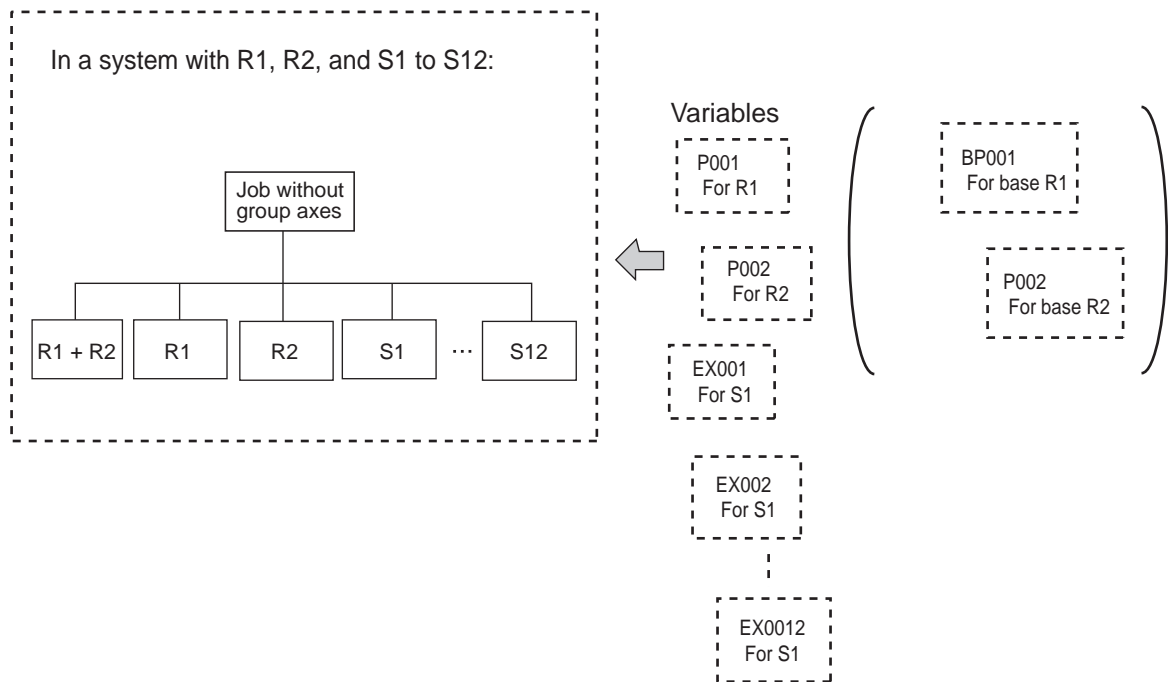 In a system with R1, R2, and S1 to S12:
Job without
group axes
R1 + R2
R1
R2
S1
...
S12
Variables
P001
For R1
P002
For R2
EX001
For S1
EX002
For S1
EX0012
For S1
BP001
For base R1
P002
For base R2